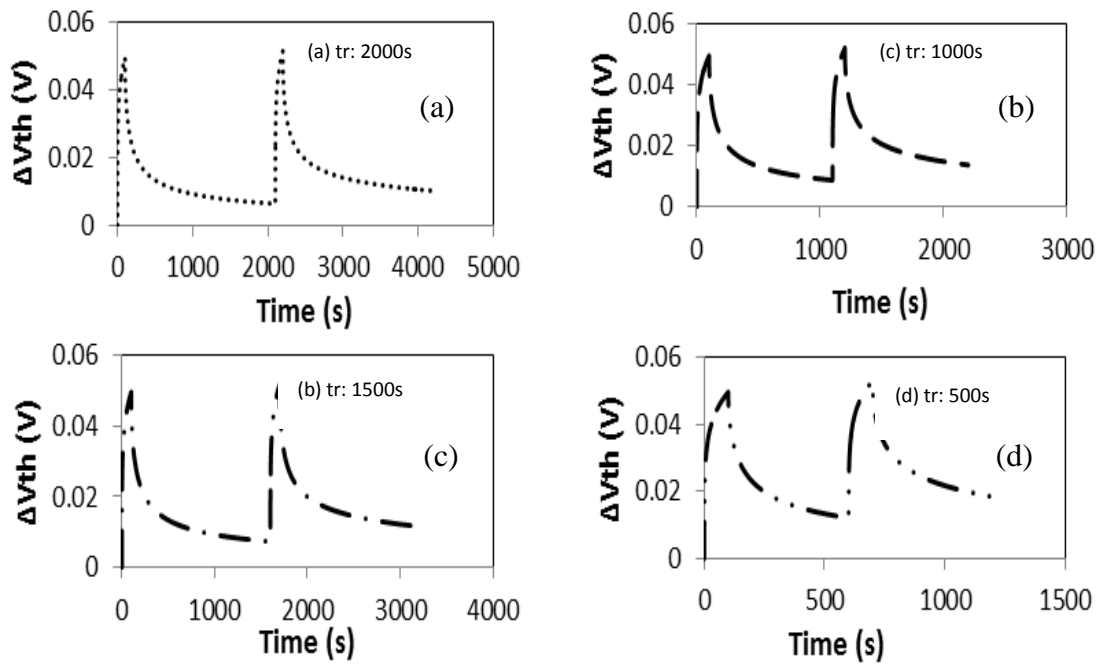 0.06
0.04
0.02
0
ΔVth (V)
(a) tr: 2000s
(a)
0 1000 2000 3000 4000 5000
Time (s)
0.06
0.04
0.02
0
ΔVth (V)
(c) tr: 1000s
(b)
0 1000 2000 3000
Time (s)
0.06
0.04
0.02
0
ΔVth (V)
(b) tr: 1500s
(c)
0 1000 2000 3000 4000
Time (s)
0.06
0.04
0.02
0
ΔVth (V)
(d) tr: 500s
(d)
0 500 1000 1500
Time (s)